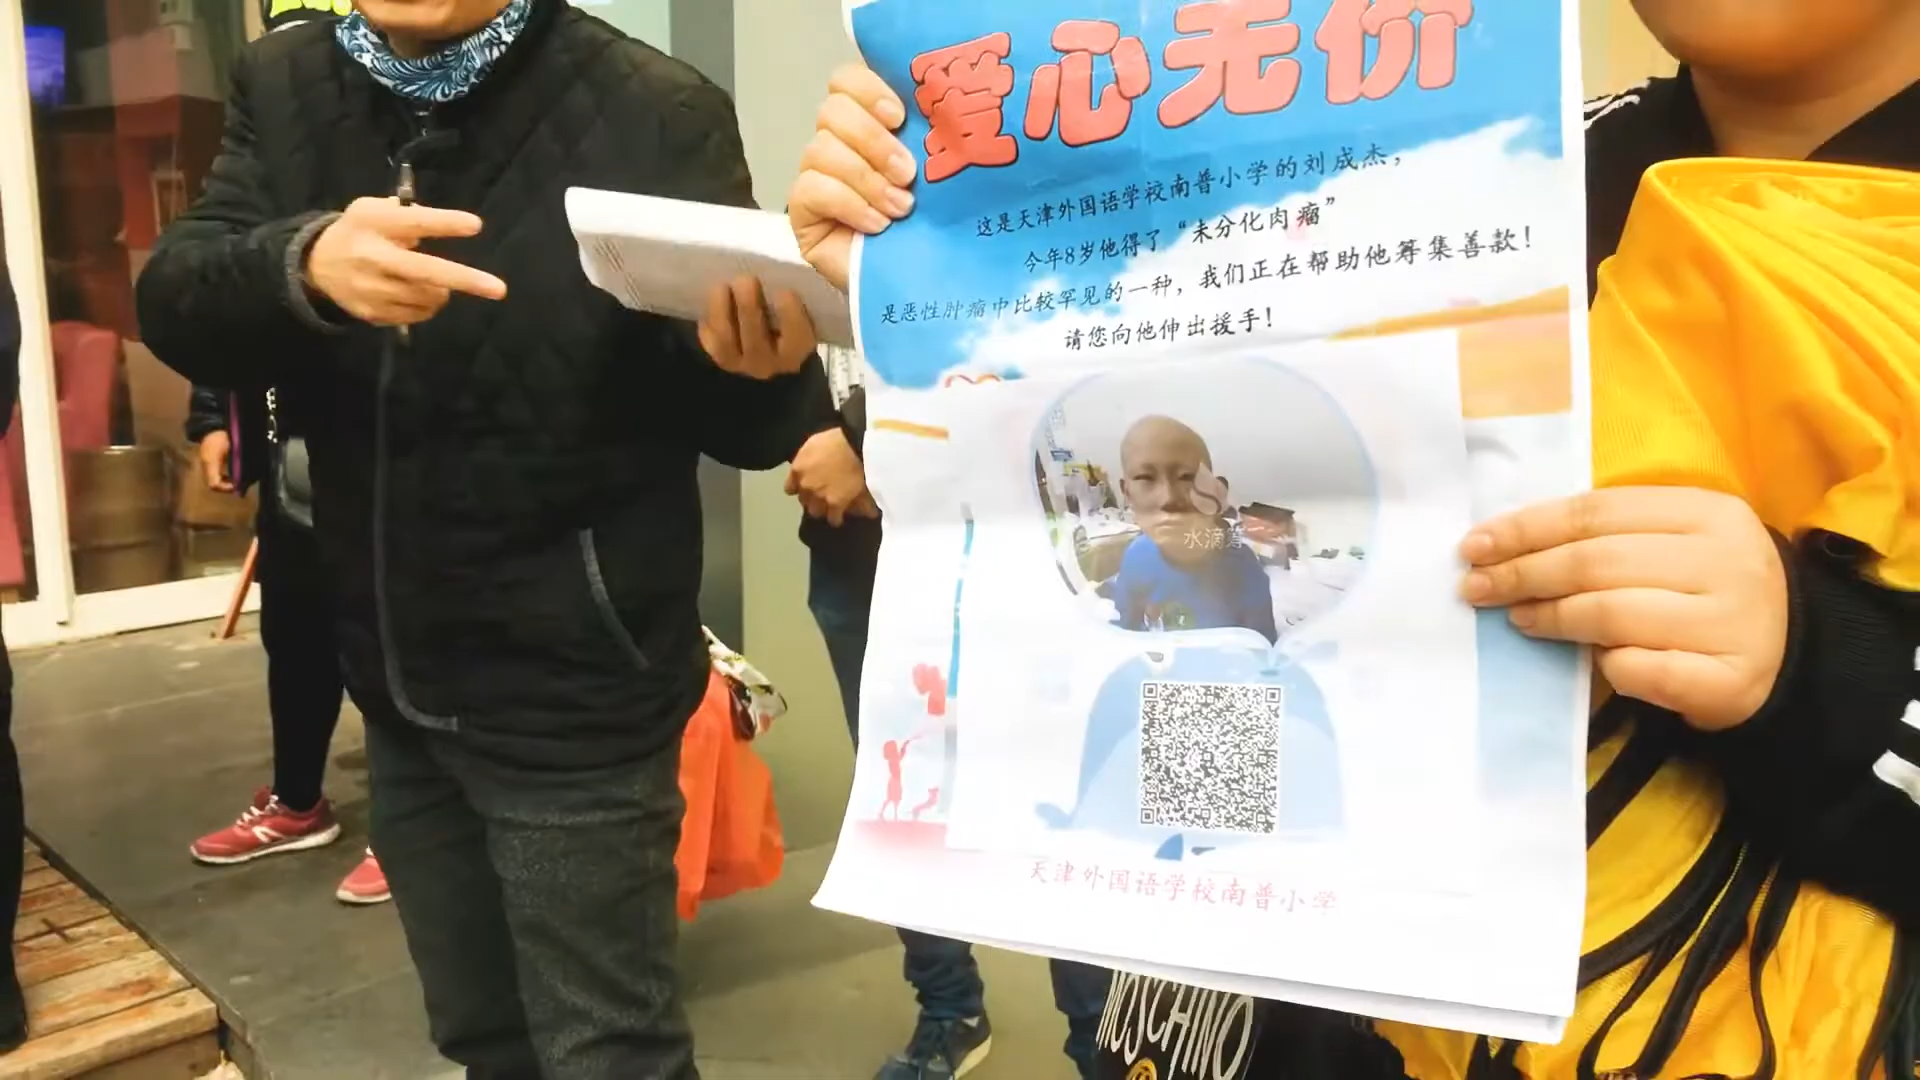 爱心无价
这是天津外国语学校南普小学的刘成杰，
今年8岁他得了“未分化肉瘤”
是恶性肿瘤中比较罕见的一种，我们正在帮助他筹集善款！
请您向他伸出援手！
水滴筹
天津外国语学校南普小学
MOSCHINO